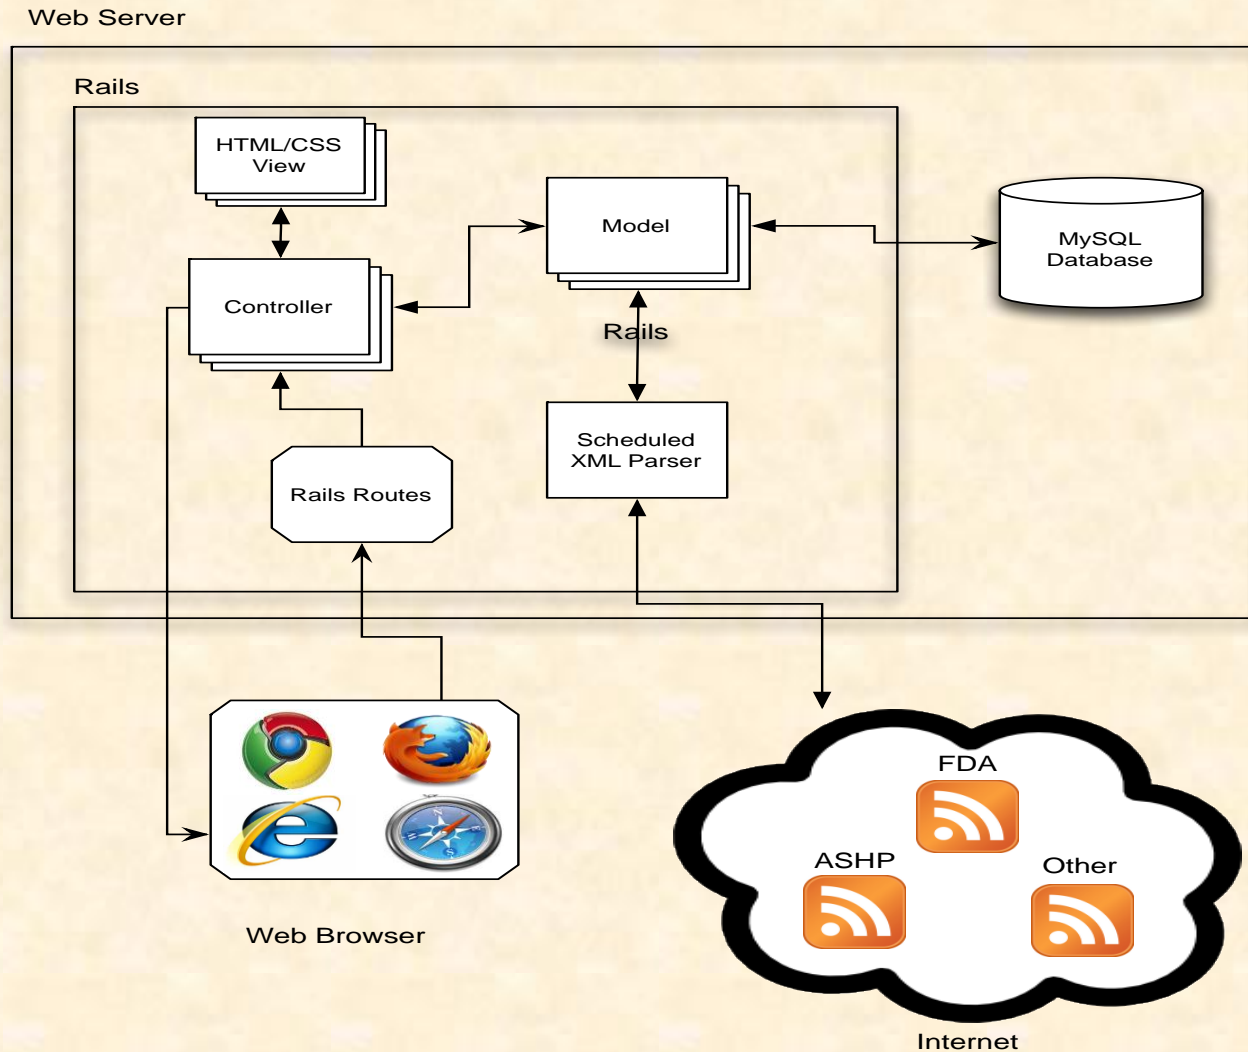 Web Server
Rails
HTML/CSS
View
Model
MySQL
Database
Controller
Rails
Scheduled
XML Parser
Rails Routes
FDA
ASHP
Other
Web Browser
Internet